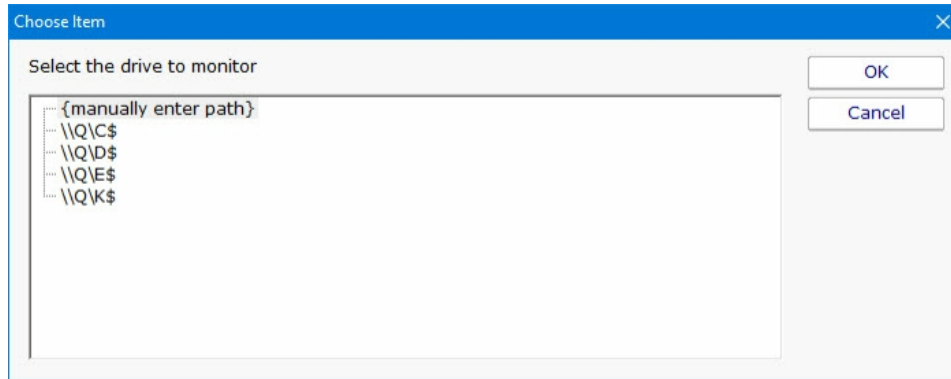 Choose Item
Select the drive to monitor
OK
{manually enter path}
Cancel
\\Q\C$
\\Q\D$
\\Q\E$
\\Q\K$